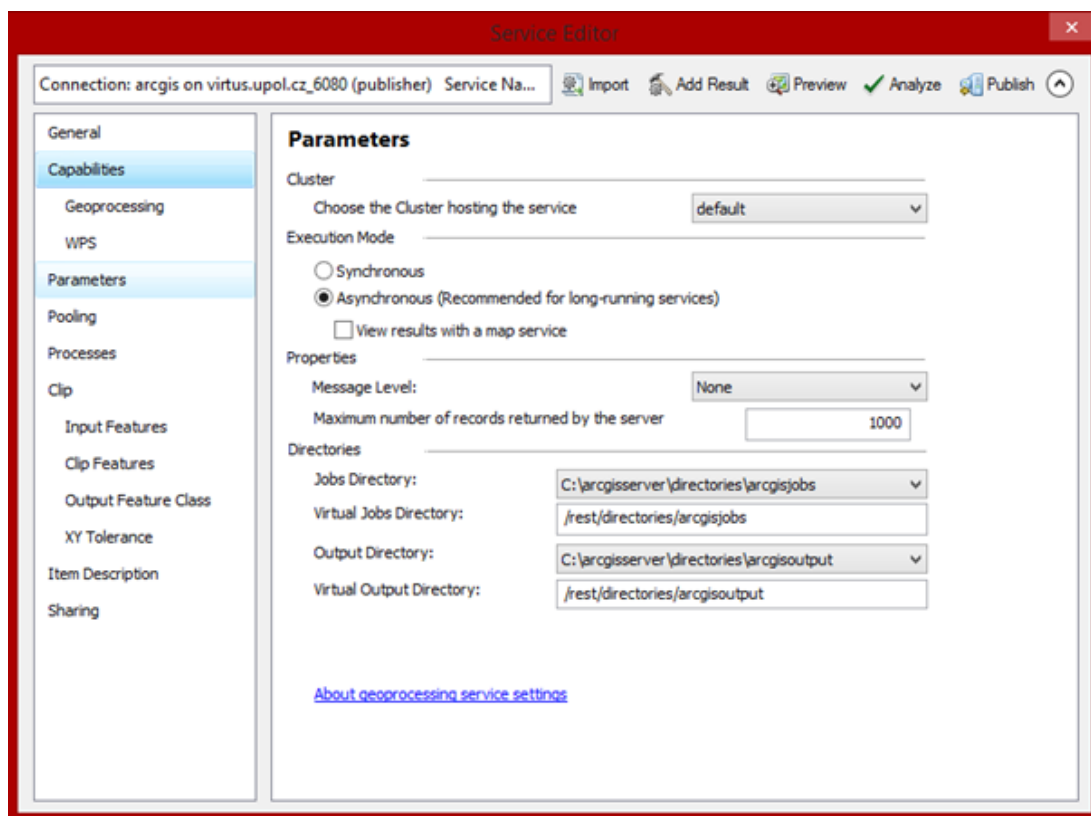 Service Editor
Connection: arcgis on virtus.upol.cz_6080 (publisher) Service Na... Import Add Result Preview Analyze Publish
General
Capabilities
Geoprocessing
WPS
Parameters
Pooling
Processes
Clip
Input Features
Clip Features
Output Feature Class
XY Tolerance
Item Description
Sharing
Parameters
Cluster
Choose the Cluster hosting the service default
Execution Mode
Synchronous
Asynchronous (Recommended for long-running services)
View results with a map service
Properties
Message Level: None
Maximum number of records returned by the server 1000
Directories
Jobs Directory: C:\arcgisserver\directories\arcgisjobs
Virtual Jobs Directory: /rest/directories/arcgisjobs
Output Directory: C:\arcgisserver\directories\arcgisoutput
Virtual Output Directory: /rest/directories/arcgisoutput
About geoprocessing service settings